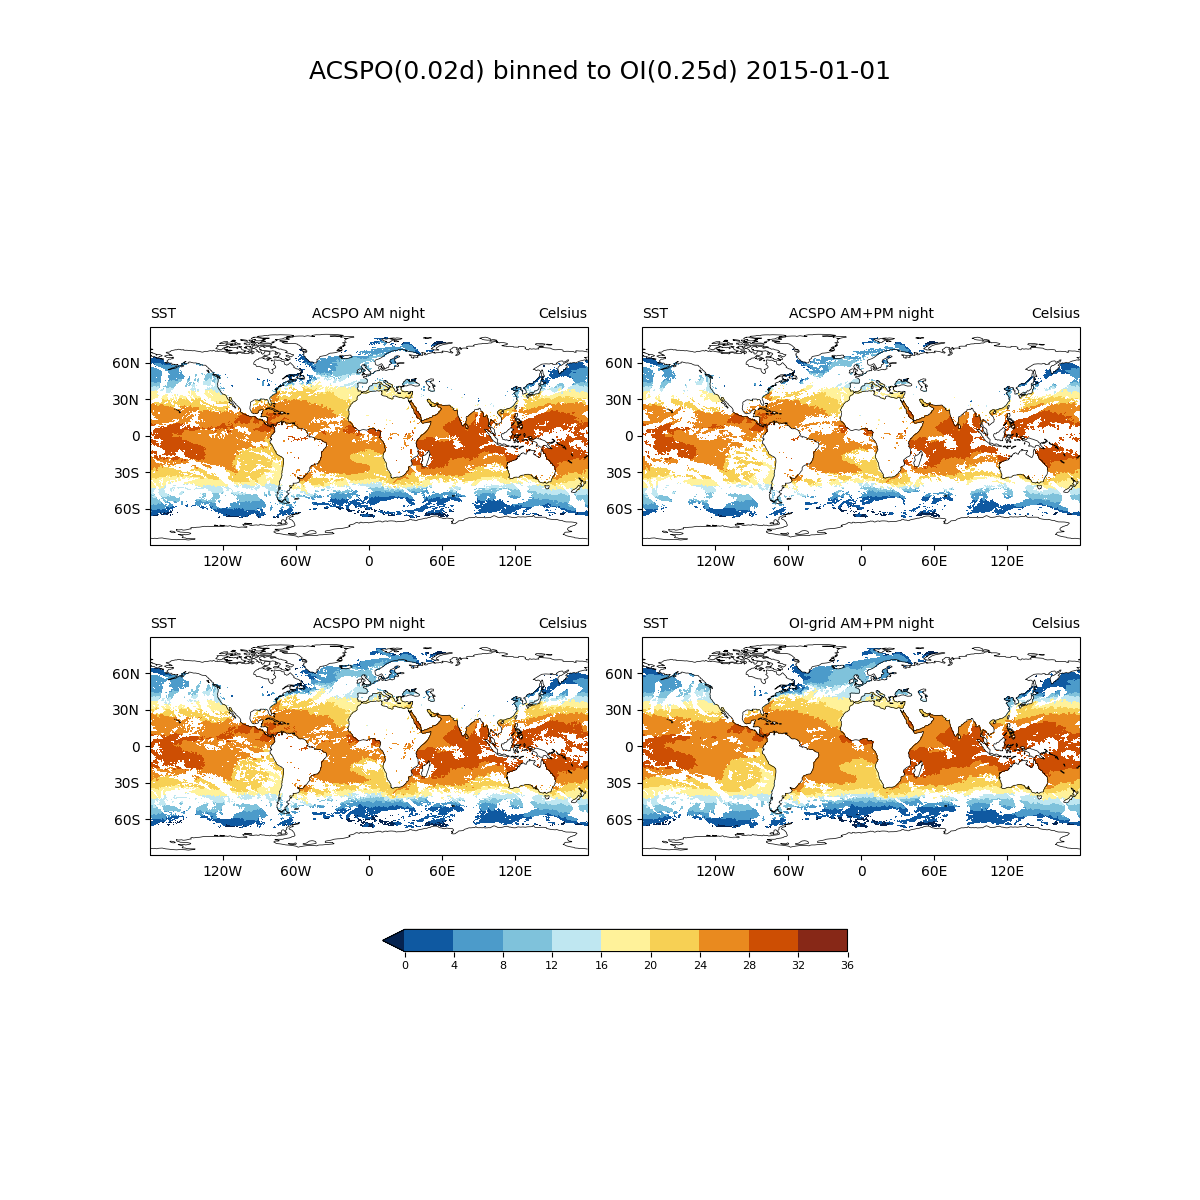 ACSPO(0.02d) binned to OI(0.25d) 2015-01-01
SST ACSPO AM night Celsius
60N
30N
0
30S
60S
120W 60W 0 60E 120E
SST ACSPO AM+PM night Celsius
60N
30N
0
30S
60S
120W 60W 0 60E 120E
SST ACSPO PM night Celsius
60N
30N
0
30S
60S
120W 60W 0 60E 120E
SST OI-grid AM+PM night Celsius
60N
30N
0
30S
60S
120W 60W 0 60E 120E
0 4 8 12 16 20 24 28 32 36